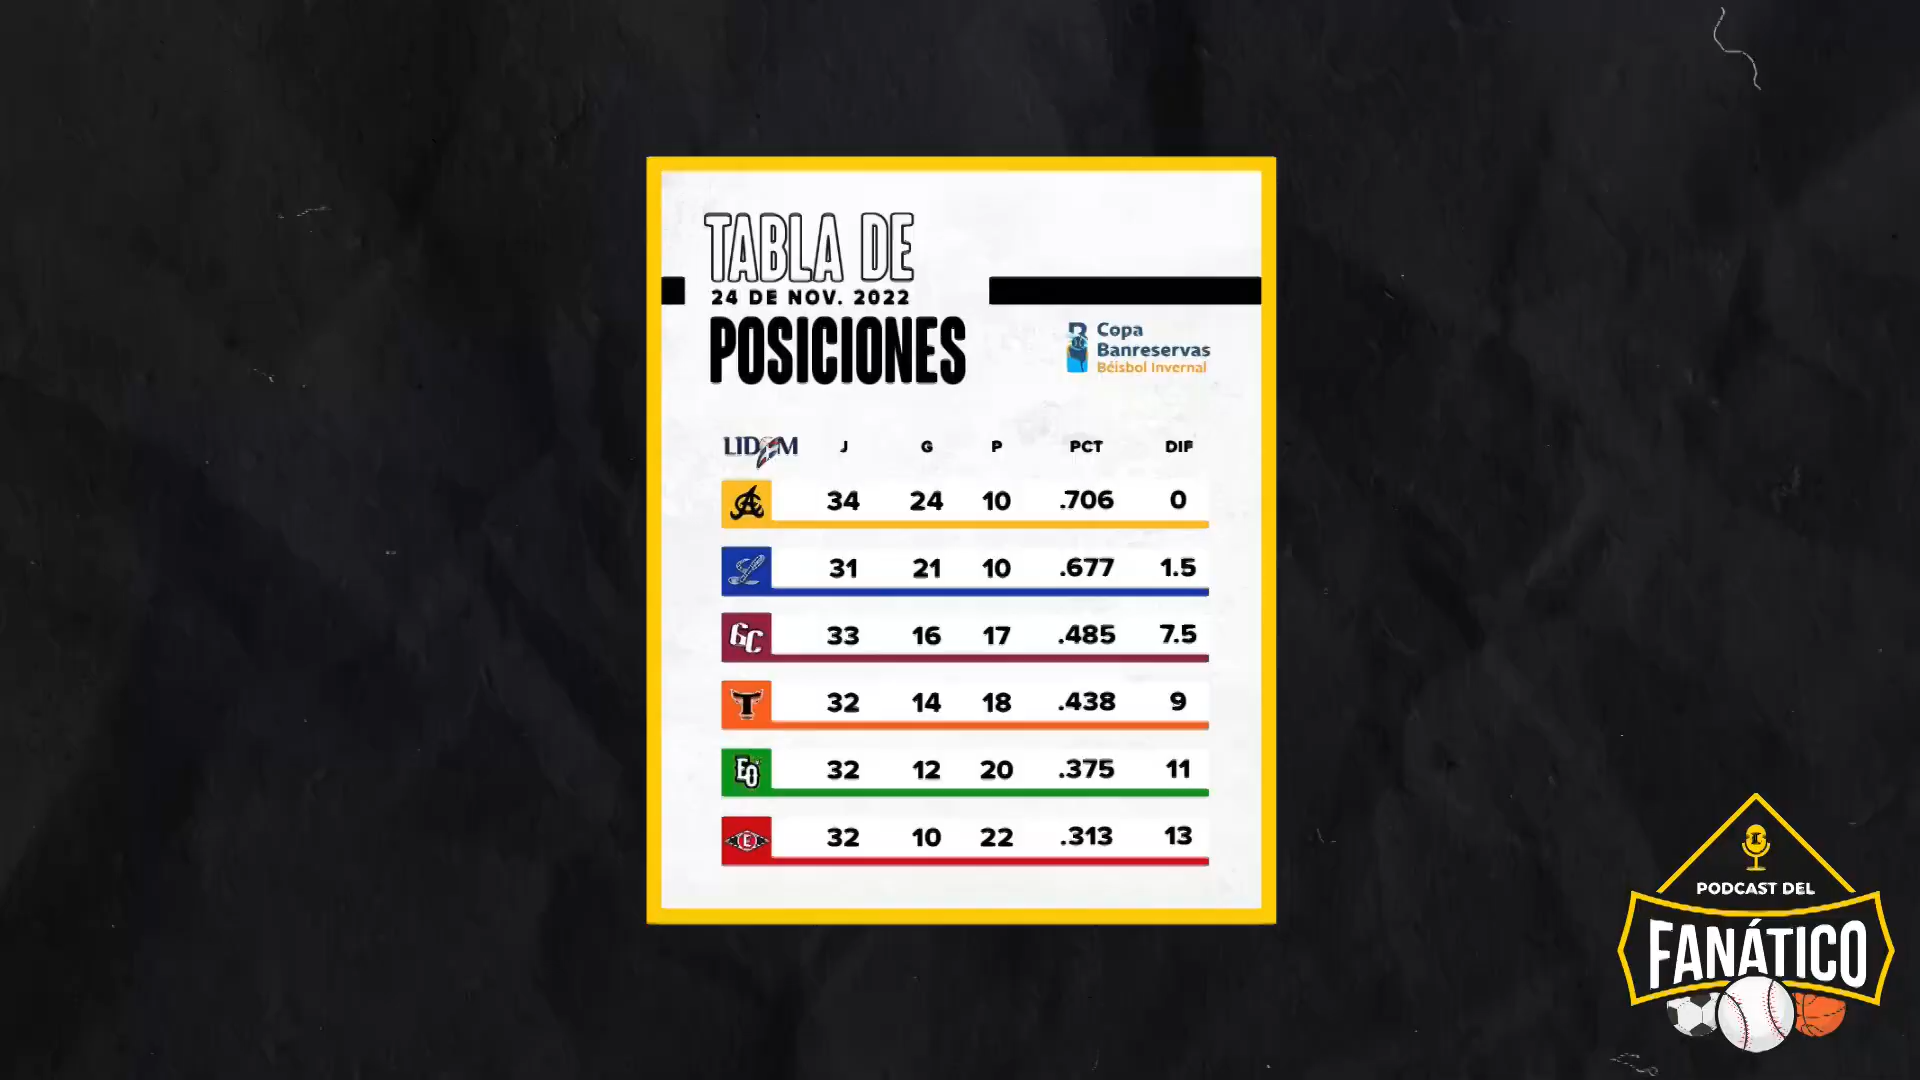 TABLA DE
24 DE NOV. 2022
POSICIONES
Copa
Banreservas
Béisbol Invernal
LIDOM J G P PCT DIF
34 24 10 .706 0
L 31 21 10 .677 1.5
GC 33 16 17 .485 7.5
T 32 14 18 .438 9
EO 32 12 20 .375 11
E 32 10 22 .313 13
PODCAST DEL
FANÁTICO